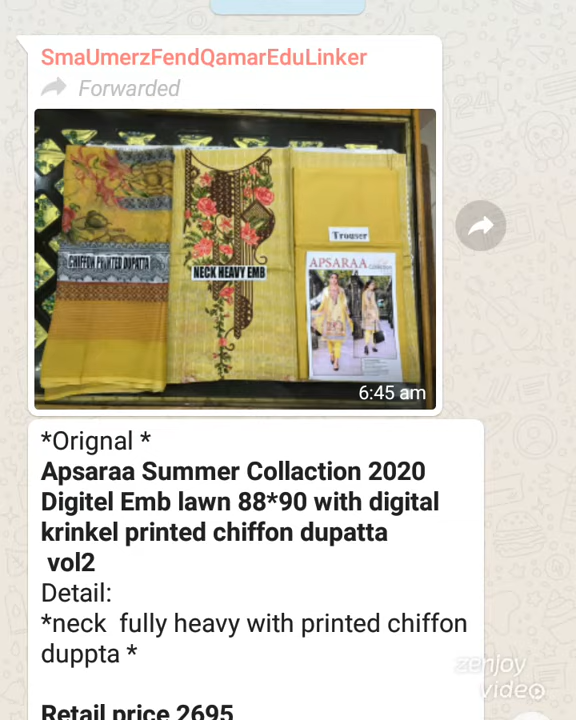 SmaUmerzFendQamarEduLinker
Forwarded
CHIFFON PRINTED DUPATTA
NECK HEAVY EMB
Trouser
APSARAA
6:45 am
*Orignal *
Apsaraa Summer Collaction 2020
Digitel Emb lawn 88*90 with digital
krinkel printed chiffon dupatta
vol2
Detail:
*neck fully heavy with printed chiffon
duppta *
Retail price 2695
zenjoy
video